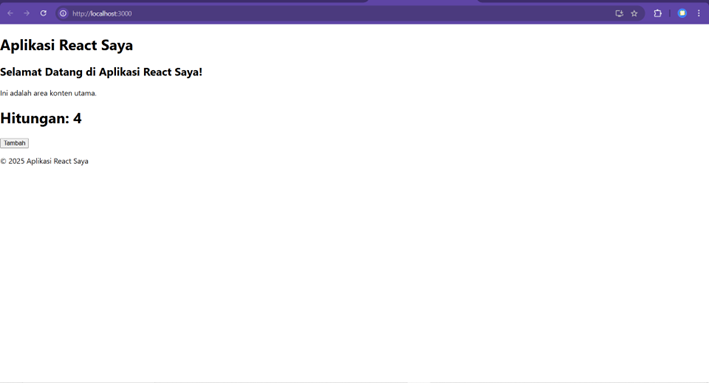 http://localhost:3000
Aplikasi React Saya
Selamat Datang di Aplikasi React Saya!
Ini adalah area konten utama.
Hitungan: 4
Tambah
© 2025 Aplikasi React Saya